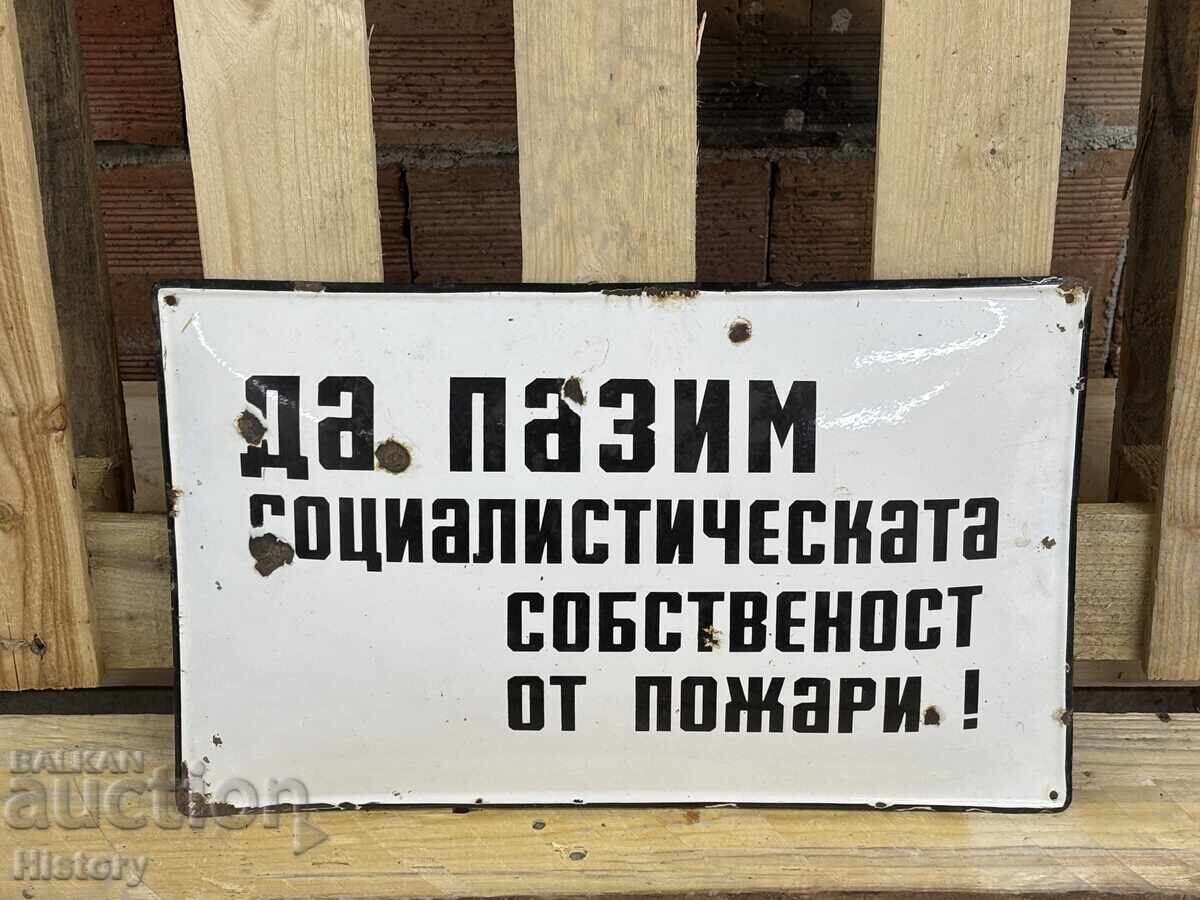 Да пазим
социалистическата
собственост
от пожари!
BALKAN
auction
History